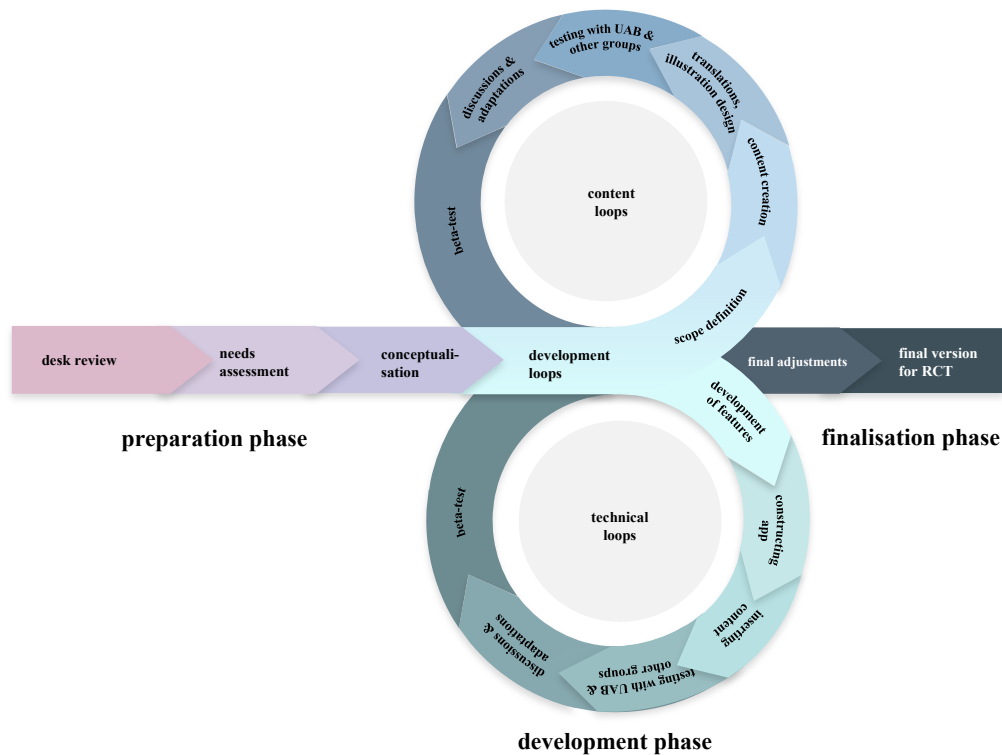 testing with UAB &
other groups
discussions &
adaptations
translations,
illustration design
content creation
content
loops
beta-test
scope definition
desk review
needs
assessment
conceptuali-
sation
development
loops
final adjustments
final version
for RCT
development
of features
preparation phase
finalisation phase
beta-test
technical
loops
constructing
app
inserting
content
discussions &
adaptations
testing with UAB &
other groups
development phase